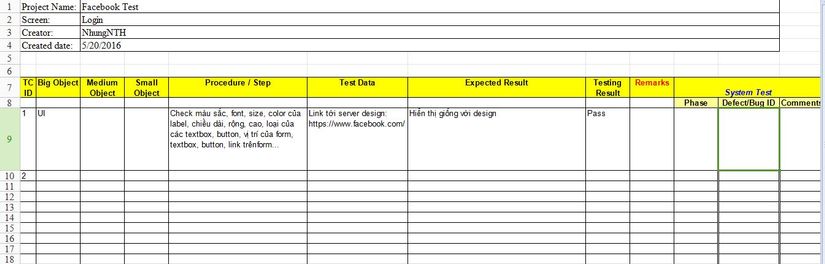 1 Project Name: Facebook Test
2 Screen: Login
3 Creator: NhungNTH
4 Created date: 5/20/2016
5
6
7 TC ID Big Object Medium Object Small Object Procedure / Step Test Data Expected Result Testing Result Remarks System Test
8 Phase Defect/Bug ID Comments
9 1 UI Check màu sắc, font, size, color của Link tới server design: Hiển thị giống với design Pass
label, chiều dài, rộng, cao, loại của https://www.facebook.com/
các textbox, button, vị trí của form,
textbox, button, link trênform...
10 2
11
12
13
14
15
16
17
18